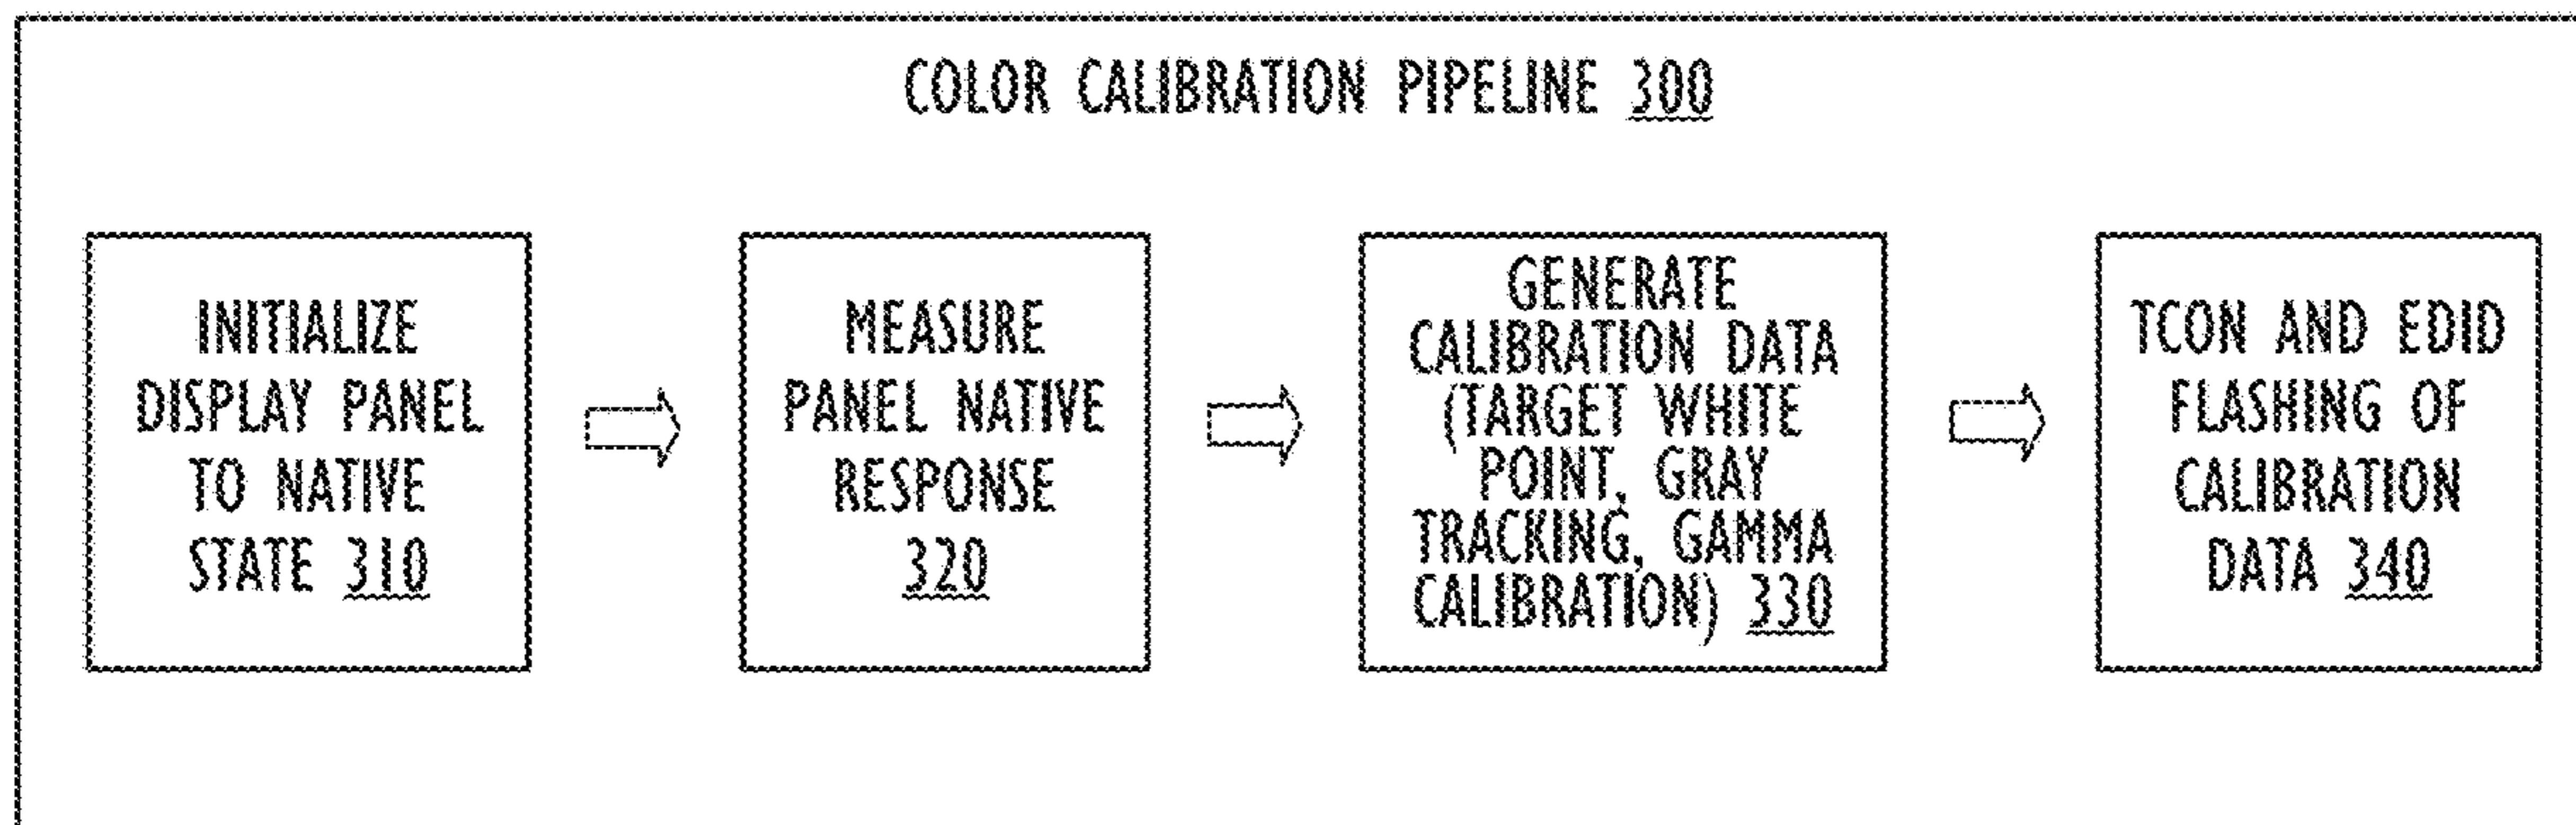 COLOR CALIBRATION PIPELINE 300
INITIALIZE
DISPLAY PANEL
TO NATIVE
STATE 310
MEASURE
PANEL NATIVE
RESPONSE
320
GENERATE
CALIBRATION DATA
(TARGET WHITE
POINT, GRAY
TRACKING, GAMMA
CALIBRATION) 330
TCON AND EDID
FLASHING OF
CALIBRATION
DATA 340